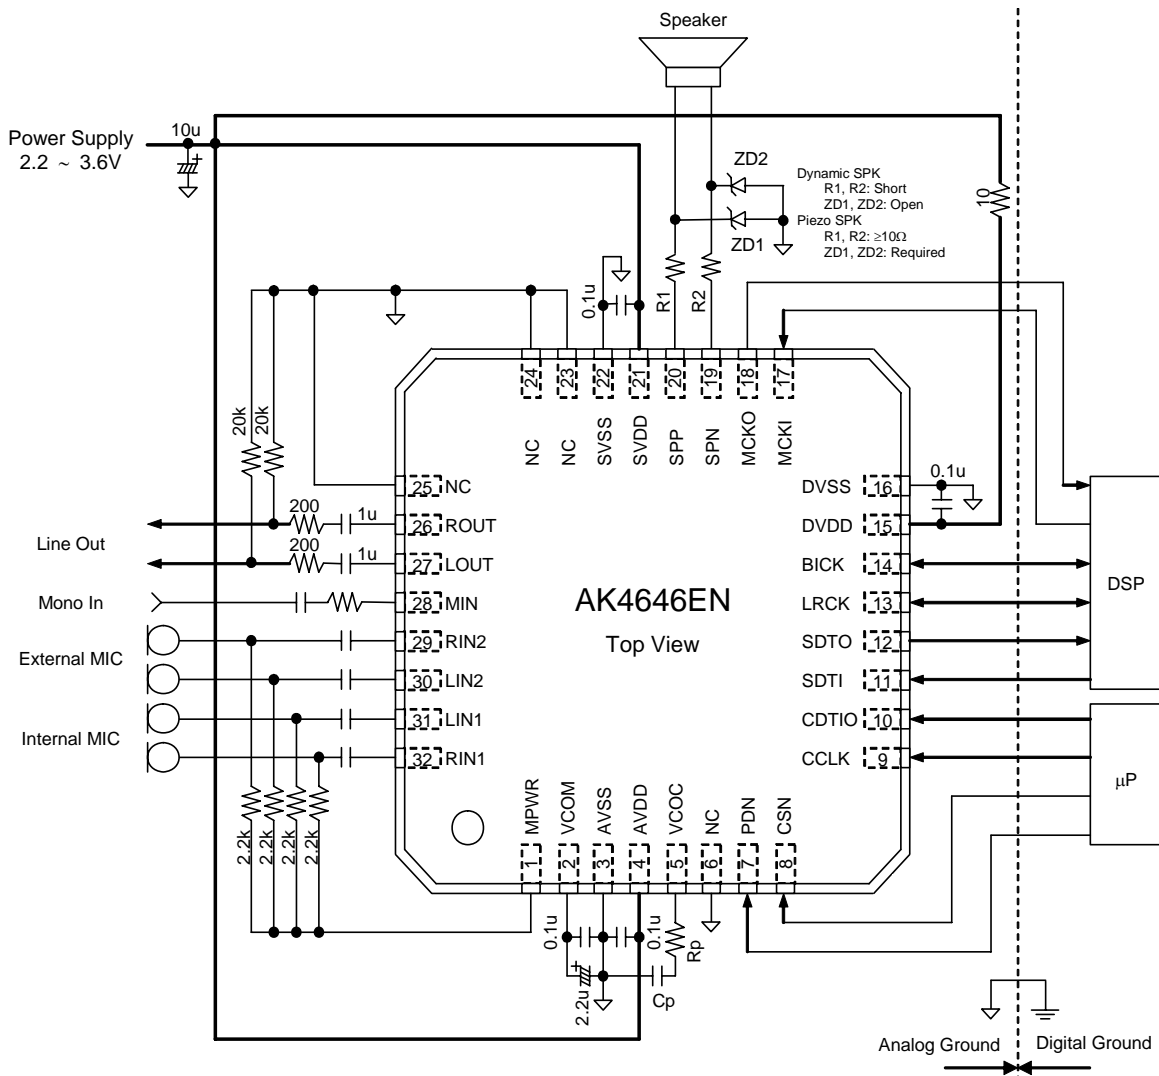 Speaker
Power Supply
2.2 ~ 3.6V
10u
ZD2
ZD1
Dynamic SPK
R1, R2: Short
ZD1, ZD2: Open
Piezo SPK
R1, R2: ≥10Ω
ZD1, ZD2: Required
10
0.1u
R1
R2
20k
20k
24
23
22
21
20
19
18
17
NC
NC
SVSS
SVDD
SPP
SPN
MCKO
MCKI
25 NC
200
1u
26 ROUT
200
1u
27 LOUT
28 MIN
29 RIN2
30 LIN2
31 LIN1
32 RIN1
Line Out
Mono In
External MIC
Internal MIC
AK4646EN
Top View
0.1u
DVSS 16
DVDD 15
BICK 14
LRCK 13
SDTO 12
SDTI 11
CDTIO 10
CCLK 9
DSP
μP
2.2k
2.2k
2.2k
2.2k
MPWR
VCOM
AVSS
AVDD
VCOC
NC
PDN
CSN
1
2
3
4
5
6
7
8
0.1u
0.1u
Rp
2.2u
Cp
Analog Ground
Digital Ground